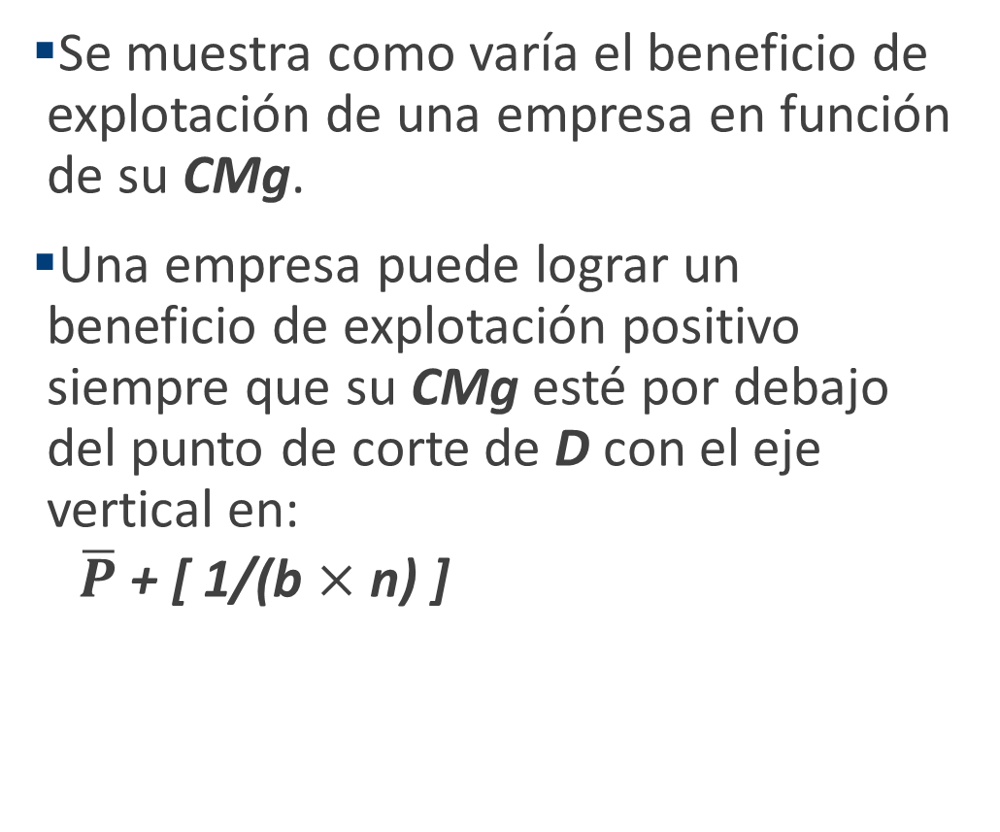 ▪Se muestra como varía el beneficio de
explotación de una empresa en función
de su CMg.
▪Una empresa puede lograr un
beneficio de explotación positivo
siempre que su CMg esté por debajo
del punto de corte de D con el eje
vertical en:
P̅ + [ 1/(b × n) ]